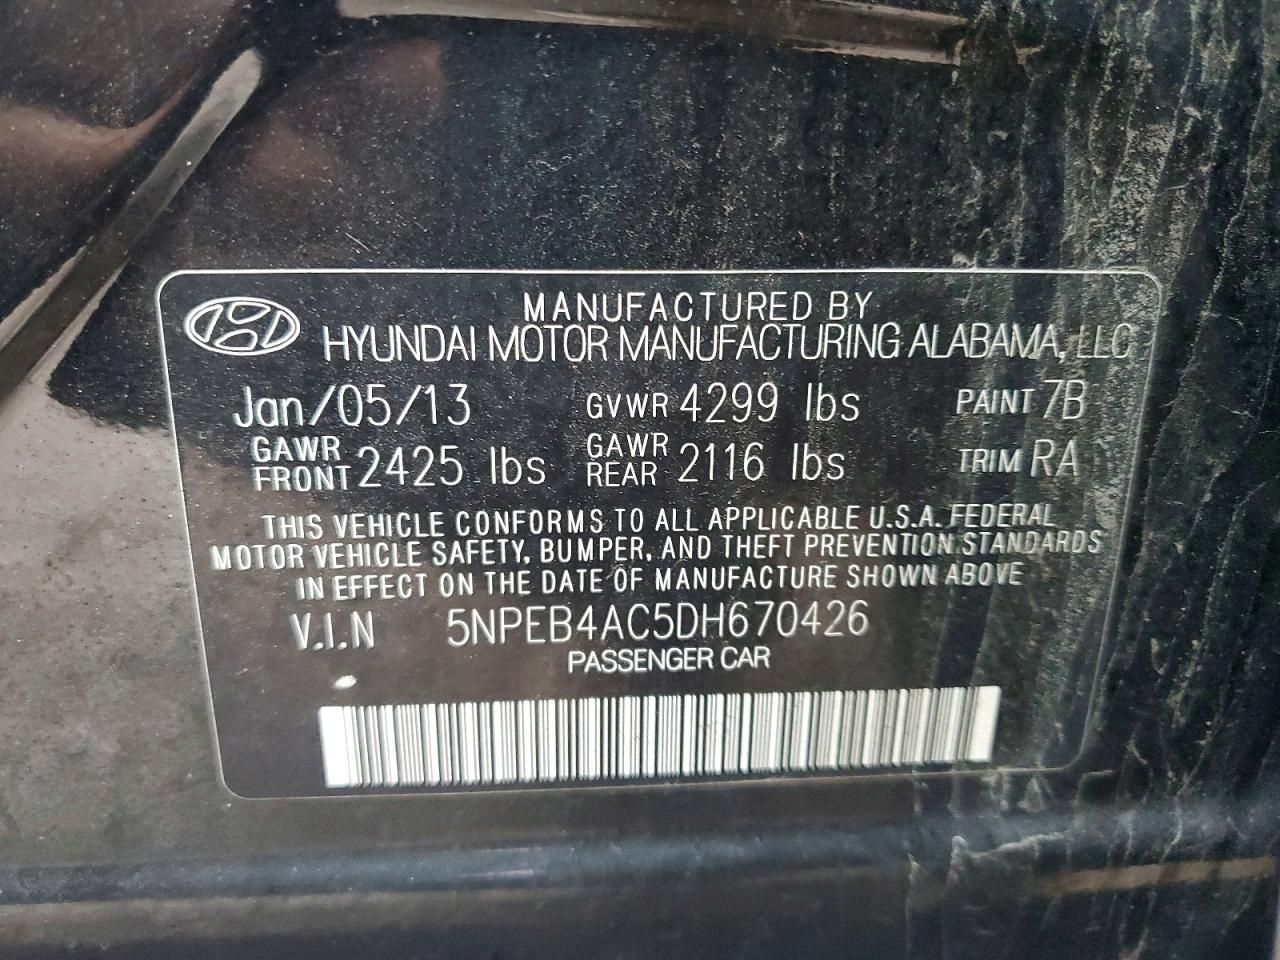 MANUFACTURED BY
HYUNDAI MOTOR MANUFACTURING ALABAMA, LLC
Jan/05/13 GVWR 4299 lbs PAINT 7B
GAWR FRONT 2425 lbs GAWR REAR 2116 lbs TRIM RA
THIS VEHICLE CONFORMS TO ALL APPLICABLE U.S.A. FEDERAL
MOTOR VEHICLE SAFETY, BUMPER, AND THEFT PREVENTION STANDARDS
IN EFFECT ON THE DATE OF MANUFACTURE SHOWN ABOVE
V.I.N 5NPEB4AC5DH670426
PASSENGER CAR